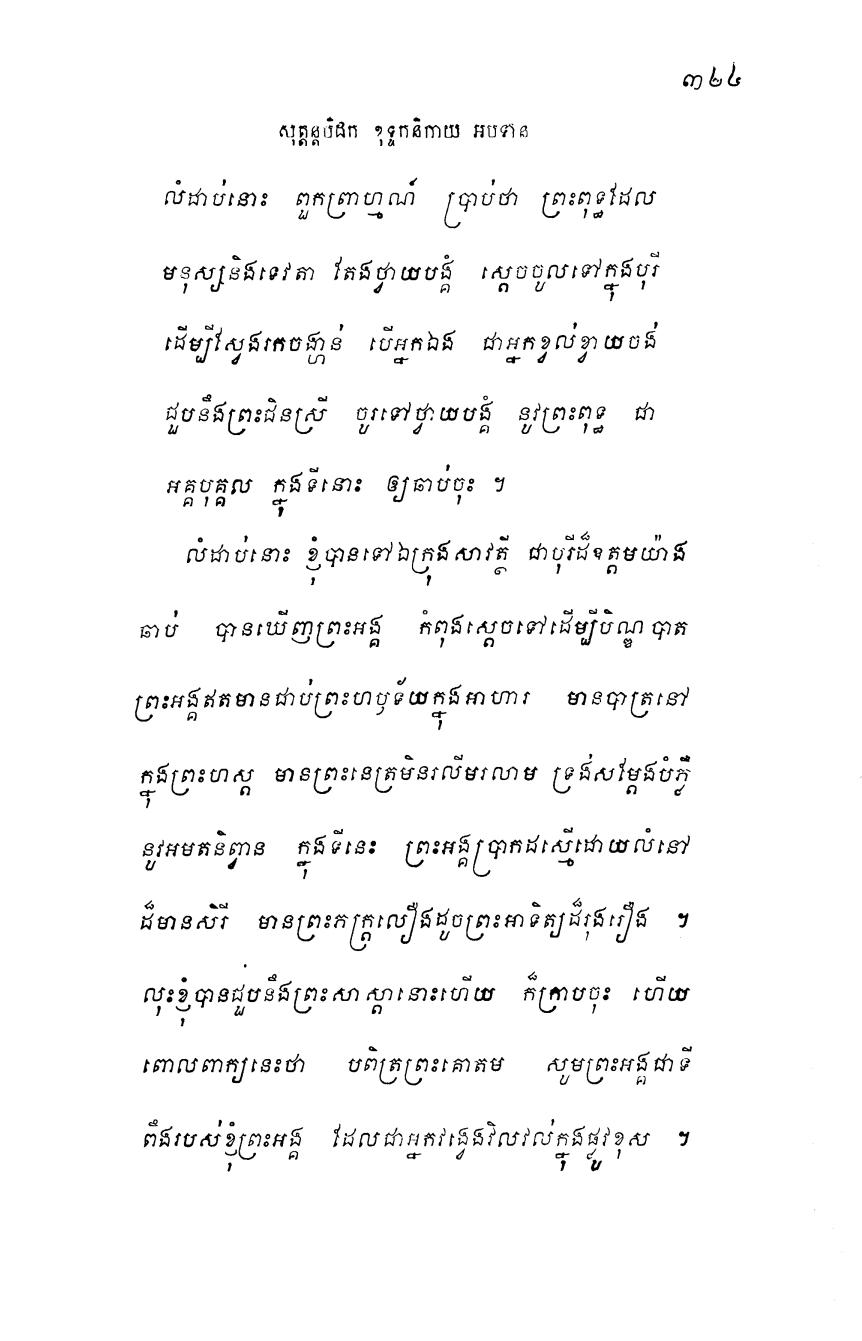 ៣២៤
សុត្តន្តបិដក ខុទ្ទកនិកាយ អបទាន
លំដាប់នោះ ពួកព្រាហ្មណ៍ ប្រាប់ថា ព្រះពុទ្ធដែល
មនុស្សនិងទេវតា តែងថ្វាយបង្គំ ស្តេចចូលទៅក្នុងបុរី
ដើម្បីស្វែងរកចង្ហាន់ បើអ្នកឯង ជាអ្នកខ្វល់ខ្វាយចង់
ជួបនឹងព្រះជិនស្រី ចូរទៅថ្វាយបង្គំ នូវព្រះពុទ្ធ ជា
អគ្គបុគ្គល ក្នុងទីនោះ ឲ្យឆាប់ចុះ ។
លំដាប់នោះ ខ្ញុំបានទៅឯក្រុងសាវត្ថី ជាបុរីដ៏ឧត្តមយ៉ាង
ឆាប់ បានឃើញព្រះអង្គ កំពុងស្តេចទៅដើម្បីបិណ្ឌបាត
ព្រះអង្គឥតមានជាប់ព្រះហឫទ័យក្នុងអាហារ មានបាត្រនៅ
ក្នុងព្រះហស្ត មានព្រះនេត្រមិនរលីមរលាម ទ្រង់សម្តែងបំភ្លឺ
នូវអមតនិព្វាន ក្នុងទីនេះ ព្រះអង្គប្រាកដស្មើដោយលំនៅ
ដ៏មានសិរី មានព្រះភក្ត្រលឿងដូចព្រះអាទិត្យដ៏រុងរឿង ។
លុះខ្ញុំបានជួបនឹងព្រះសាស្តានោះហើយ ក៏ក្រាបចុះ ហើយ
ពោលពាក្យនេះថា បពិត្រព្រះគោតម សូមព្រះអង្គជាទី
ពឹងរបស់ខ្ញុំព្រះអង្គ ដែលជាអ្នកវង្វេងវិលវល់ក្នុងផ្លូវខុស ។